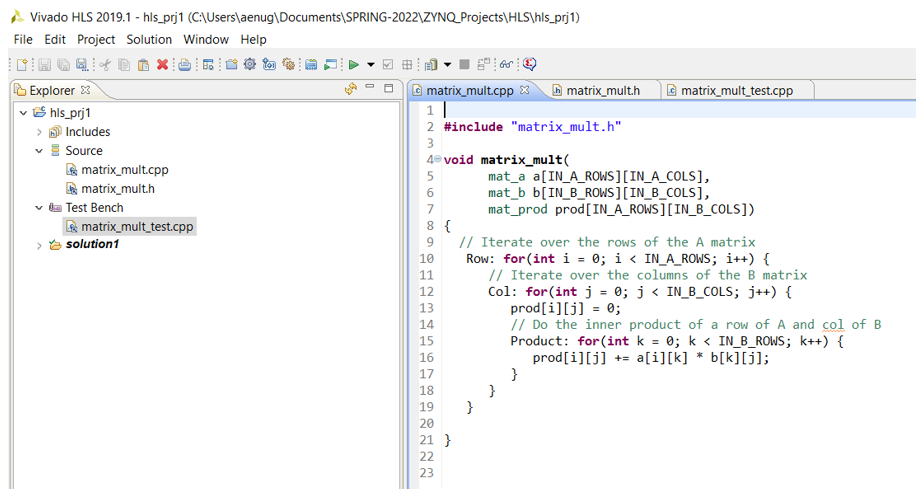 Vivado HLS 2019.1 - hls_prj1 (C:\Users\aenug\Documents\SPRING-2022\ZYNQ_Projects\HLS\hls_prj1)
File Edit Project Solution Window Help
Explorer
hls_prj1
Includes
Source
matrix_mult.cpp
matrix_mult.h
Test Bench
matrix_mult_test.cpp
solution1
matrix_mult.cpp matrix_mult.h matrix_mult_test.cpp
1
2 #include "matrix_mult.h"
3
4 void matrix_mult(
5 mat_a a[IN_A_ROWS][IN_A_COLS],
6 mat_b b[IN_B_ROWS][IN_B_COLS],
7 mat_prod prod[IN_A_ROWS][IN_B_COLS])
8 {
9 // Iterate over the rows of the A matrix
10 Row: for(int i = 0; i < IN_A_ROWS; i++) {
11 // Iterate over the columns of the B matrix
12 Col: for(int j = 0; j < IN_B_COLS; j++) {
13 prod[i][j] = 0;
14 // Do the inner product of a row of A and col of B
15 Product: for(int k = 0; k < IN_B_ROWS; k++) {
16 prod[i][j] += a[i][k] * b[k][j];
17 }
18 }
19 }
20
21 }
22
23